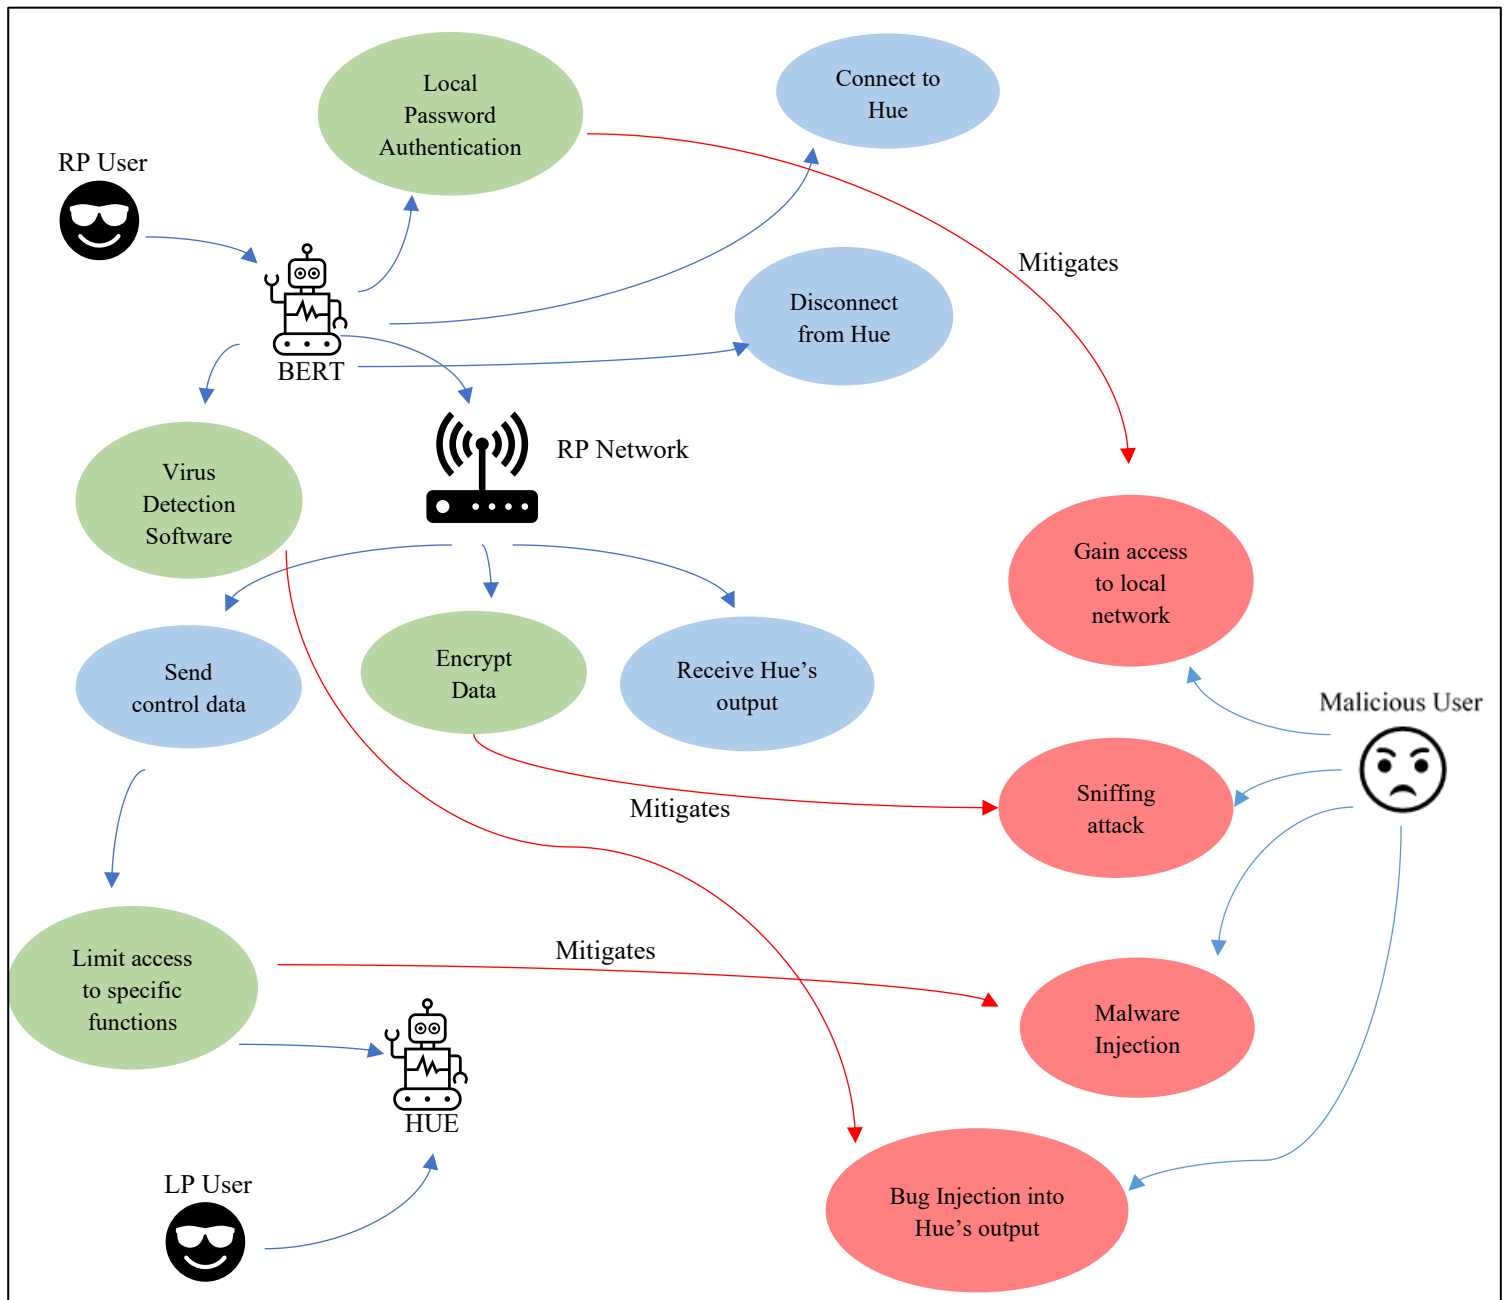 Local
Password
Authentication
Connect to
Hue
RP User
Mitigates
Disconnect
from Hue
BERT
RP Network
Virus
Detection
Software
Gain access
to local
network
Send
control data
Encrypt
Data
Receive Hue’s
output
Malicious User
Mitigates
Sniffing
attack
Limit access
to specific
functions
Mitigates
Malware
Injection
HUE
LP User
Bug Injection into
Hue’s output